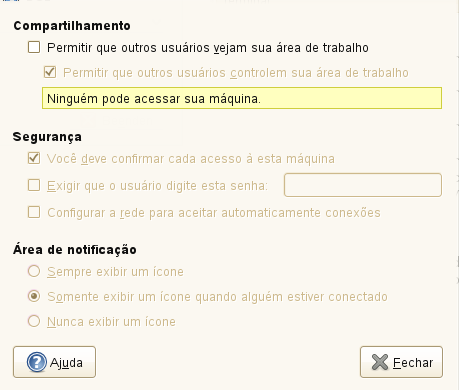 Compartilhamento
Permitir que outros usuários vejam sua área de trabalho
Permitir que outros usuários controlem sua área de trabalho
Ninguém pode acessar sua máquina.
Segurança
Você deve confirmar cada acesso à esta máquina
Exigir que o usuário digite esta senha:
Configurar a rede para aceitar automaticamente conexões
Área de notificação
Sempre exibir um ícone
Somente exibir um ícone quando alguém estiver conectado
Nunca exibir um ícone
Ajuda
Fechar